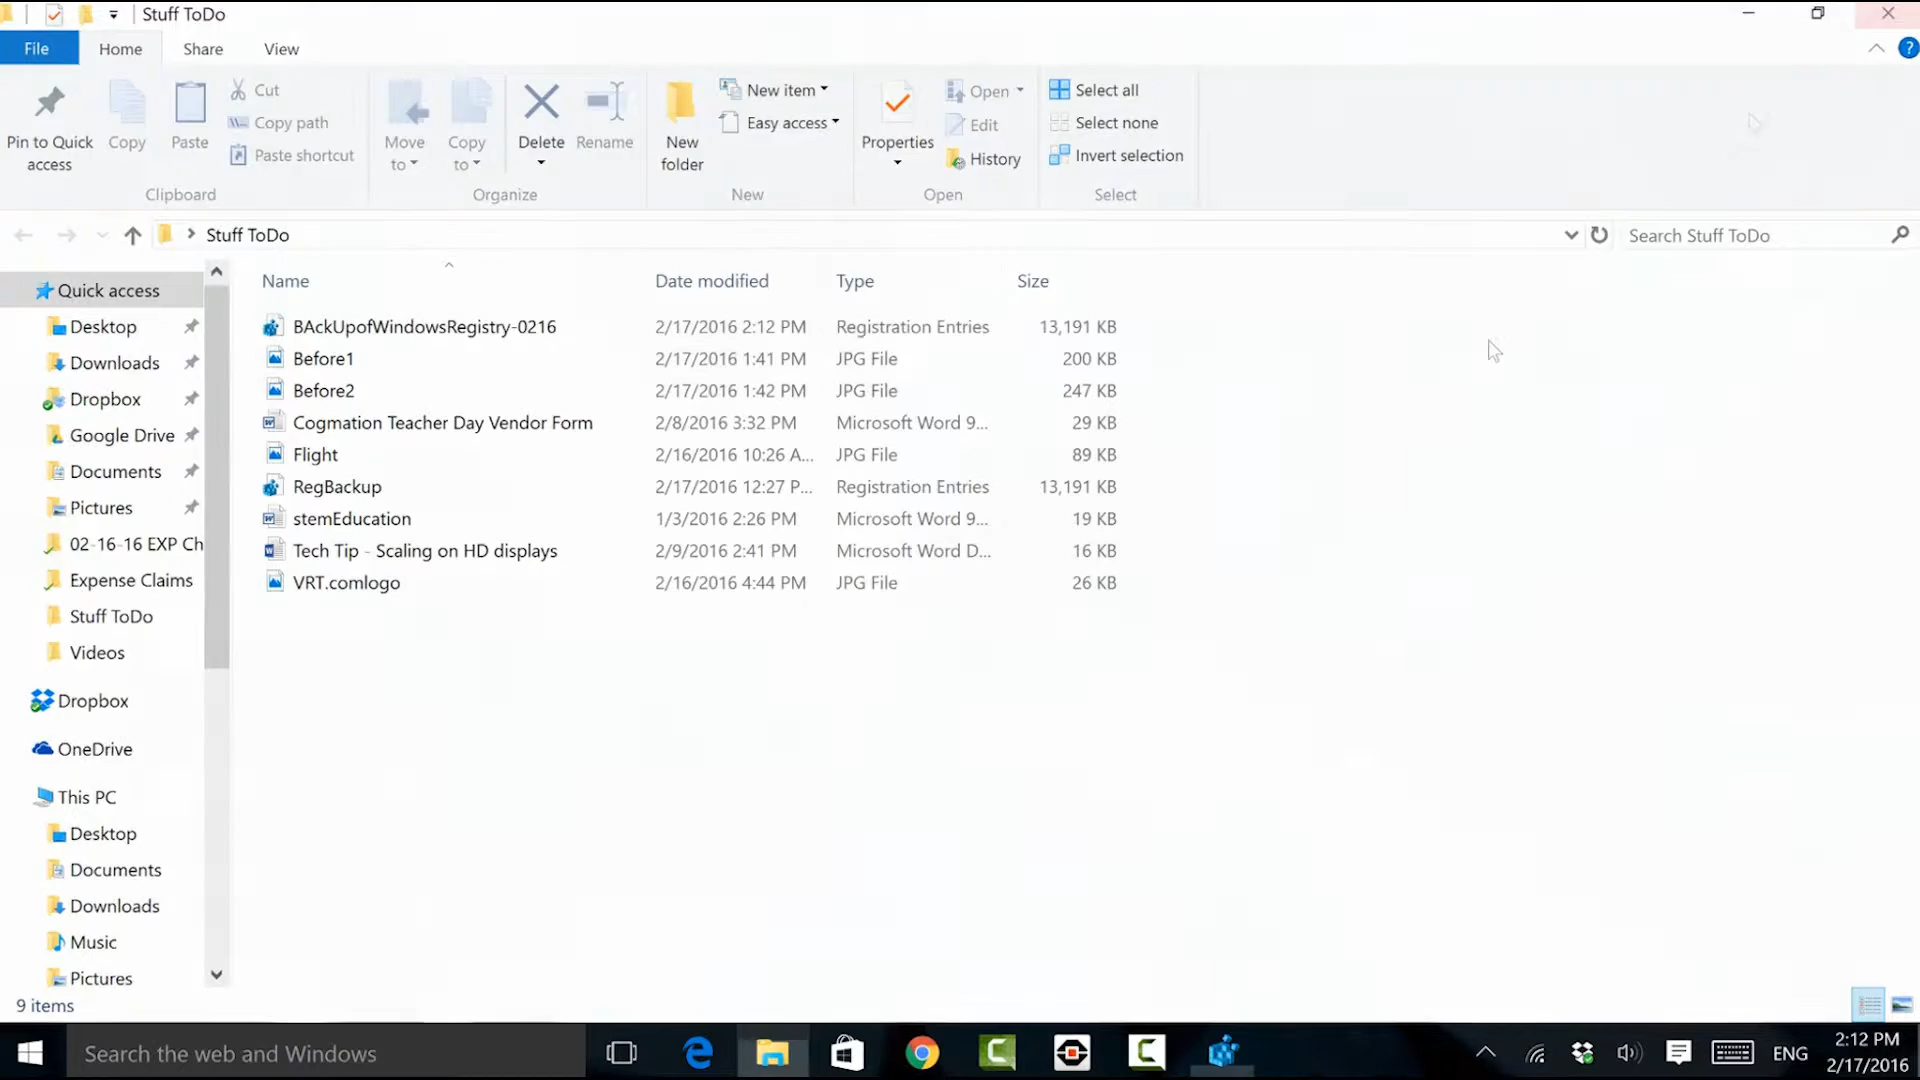 Stuff ToDo
File Home Share View
Pin to Quick access
Copy
Paste
Cut
Copy path
Paste shortcut
Clipboard
Move to
Copy to
Delete
Rename
Organize
New folder
New item
Easy access
New
Properties
Open
Edit
History
Open
Select all
Select none
Invert selection
Select
Stuff ToDo
Search Stuff ToDo
Quick access
Desktop
Downloads
Dropbox
Google Drive
Documents
Pictures
02-16-16 EXP Ch
Expense Claims
Stuff ToDo
Videos
Dropbox
OneDrive
This PC
Desktop
Documents
Downloads
Music
Pictures
Name Date modified Type Size
BAckUpofWindowsRegistry-0216 2/17/2016 2:12 PM Registration Entries 13,191 KB
Before1 2/17/2016 1:41 PM JPG File 200 KB
Before2 2/17/2016 1:42 PM JPG File 247 KB
Cogmation Teacher Day Vendor Form 2/8/2016 3:32 PM Microsoft Word 9... 29 KB
Flight 2/16/2016 10:26 A... JPG File 89 KB
RegBackup 2/17/2016 12:27 P... Registration Entries 13,191 KB
stemEducation 1/3/2016 2:26 PM Microsoft Word 9... 19 KB
Tech Tip - Scaling on HD displays 2/9/2016 2:41 PM Microsoft Word D... 16 KB
VRT.comlogo 2/16/2016 4:44 PM JPG File 26 KB
9 items
Search the web and Windows
ENG
2:12 PM
2/17/2016